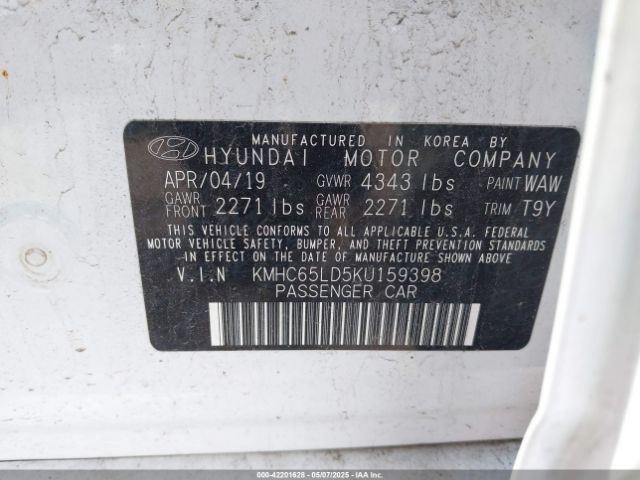 MANUFACTURED IN KOREA BY
HYUNDAI MOTOR COMPANY
APR/04/19 GVWR 4343 lbs PAINT WAW
GAWR FRONT 2271 lbs GAWR REAR 2271 lbs TRIM T9Y
THIS VEHICLE CONFORMS TO ALL APPLICABLE U.S.A. FEDERAL
MOTOR VEHICLE SAFETY, BUMPER, AND THEFT PREVENTION
STANDARDS IN EFFECT ON THE DATE OF MANUFACTURE SHOWN ABOVE
V.I.N KMHC65LD5KU159398
PASSENGER CAR
000-42201628 - 05/07/2025 - IAAI.COM